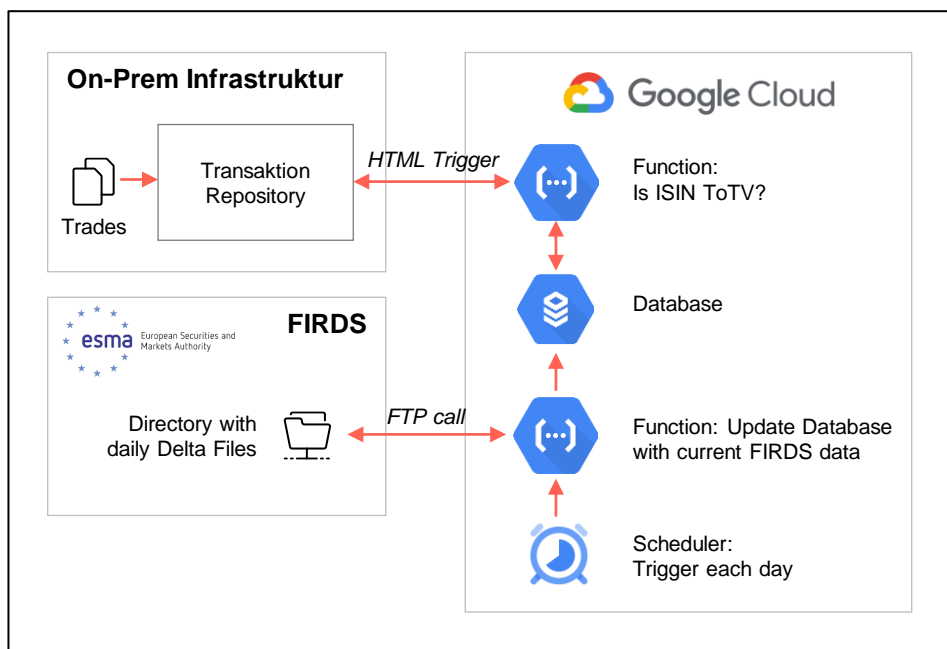 On-Prem Infrastruktur
Trades
Transaktion
Repository
HTML Trigger
Google Cloud
Function:
Is ISIN ToTV?
Database
esma
European Securities and
Markets Authority
FIRDS
Directory with
daily Delta Files
FTP call
Function: Update Database
with current FIRDS data
Scheduler:
Trigger each day